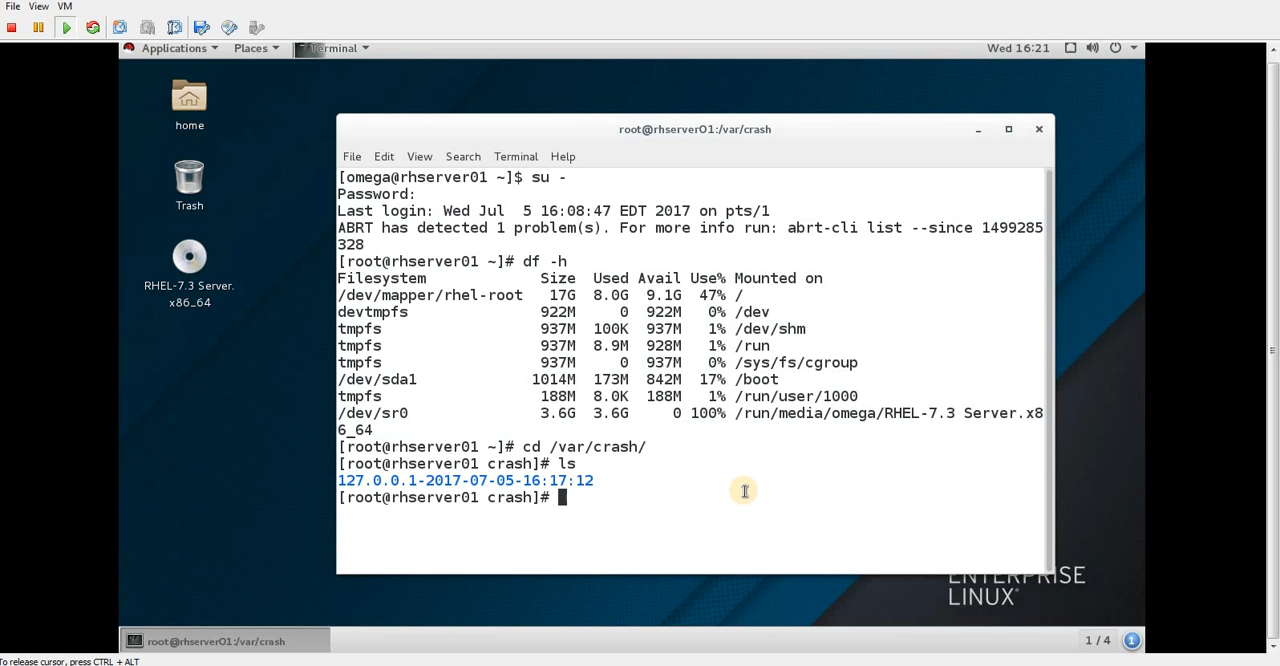 File View VM
Applications Places Terminal Wed 16:21
home
Trash
RHEL-7.3 Server.
x86_64
root@rhserver01:/var/crash
File Edit View Search Terminal Help
[omega@rhserver01 ~]$ su -
Password:
Last login: Wed Jul  5 16:08:47 EDT 2017 on pts/1
ABRT has detected 1 problem(s). For more info run: abrt-cli list --since 1499285
328
[root@rhserver01 ~]# df -h
Filesystem             Size  Used Avail Use% Mounted on
/dev/mapper/rhel-root   17G  8.0G  9.1G  47% /
devtmpfs               922M     0  922M   0% /dev
tmpfs                  937M  100K  937M   1% /dev/shm
tmpfs                  937M  8.9M  928M   1% /run
tmpfs                  937M     0  937M   0% /sys/fs/cgroup
/dev/sda1             1014M  173M  842M  17% /boot
tmpfs                  188M  8.0K  188M   1% /run/user/1000
/dev/sr0               3.6G  3.6G     0 100% /run/media/omega/RHEL-7.3 Server.x8
6_64
[root@rhserver01 ~]# cd /var/crash/
[root@rhserver01 crash]# ls
127.0.0.1-2017-07-05-16:17:12
[root@rhserver01 crash]#
ENTERPRISE
LINUX®
root@rhserver01:/var/crash 1 / 4 1
To release cursor, press CTRL + ALT